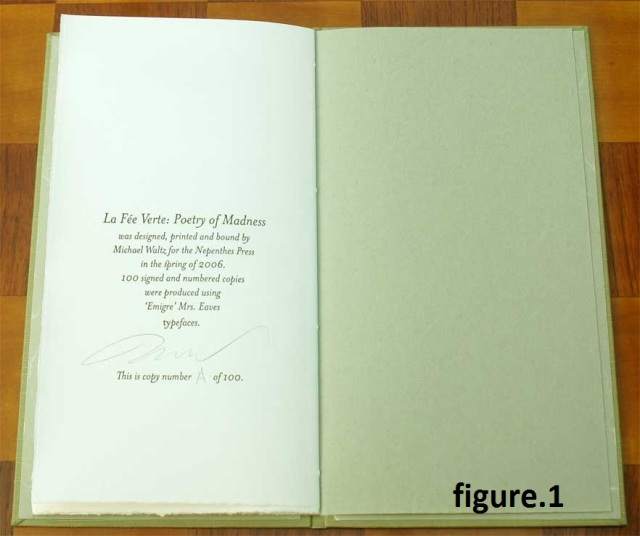 La Fée Verte: Poetry of Madness
was designed, printed and bound by
Michael Waltz for the Nepenthes Press
in the spring of 2006.
100 signed and numbered copies
were produced using
‘Emigre’ Mrs. Eaves
typefaces.
This is copy number A of 100.
figure.1